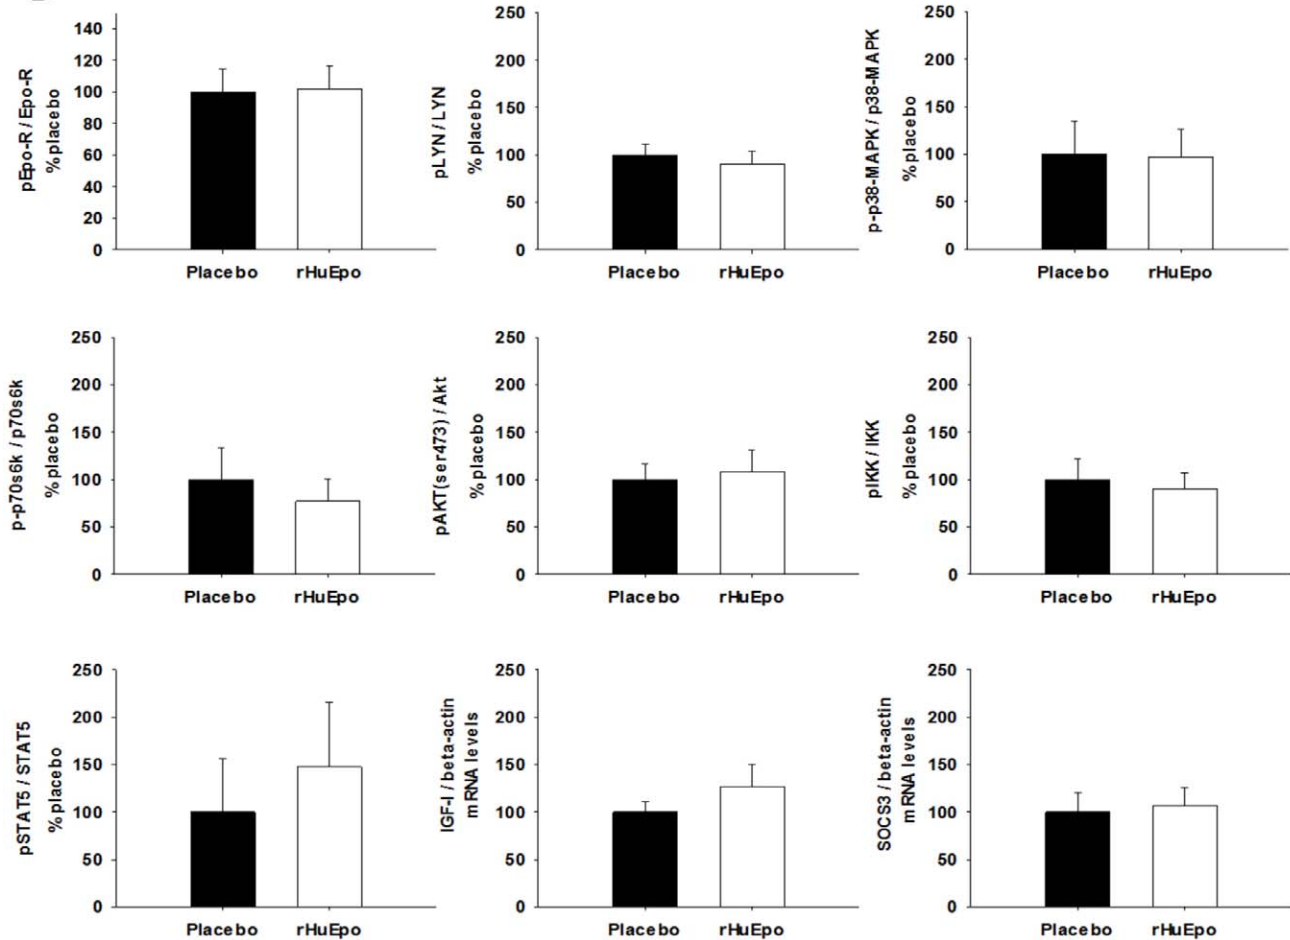 pEpo-R / Epo-R
% placebo
140
120
100
80
60
40
20
0
Placebo rHuEpo
pLYN / LYN
% placebo
250
200
150
100
50
0
Placebo rHuEpo
p-p38-MAPK / p38-MAPK
% placebo
250
200
150
100
50
0
Placebo rHuEpo
p-p70s6k / p70s6k
% placebo
250
200
150
100
50
0
Placebo rHuEpo
pAKT(ser473) / Akt
% placebo
250
200
150
100
50
0
Placebo rHuEpo
pIKK / IKK
% placebo
250
200
150
100
50
0
Placebo rHuEpo
pSTAT5 / STAT5
% placebo
250
200
150
100
50
0
Placebo rHuEpo
IGF-I / beta-actin
mRNA levels
250
200
150
100
50
0
Placebo rHuEpo
SOCS3 / beta-actin
mRNA levels
250
200
150
100
50
0
Placebo rHuEpo